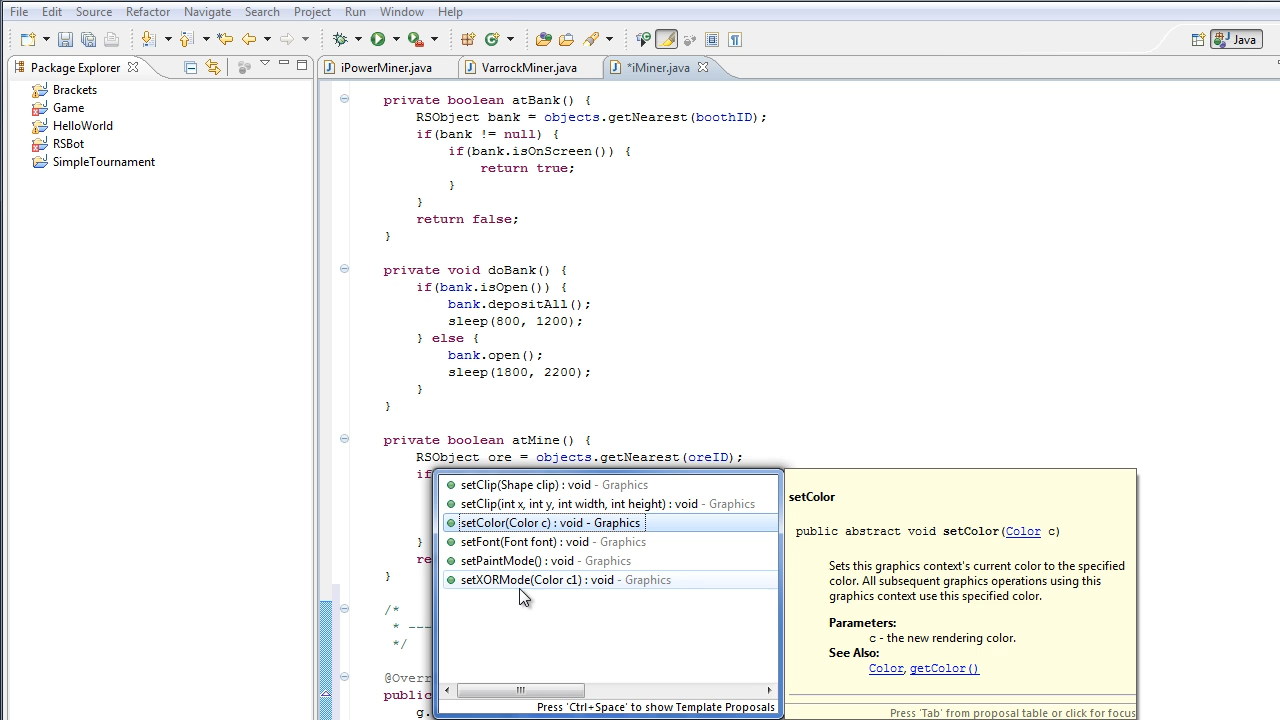 File Edit Source Refactor Navigate Search Project Run Window Help
Java
Package Explorer
iPowerMiner.java VarrockMiner.java *iMiner.java
Brackets
Game
HelloWorld
RSBot
SimpleTournament
private boolean atBank() {
RSObject bank = objects.getNearest(boothID);
if(bank != null) {
if(bank.isOnScreen()) {
return true;
}
}
return false;
}
private void doBank() {
if(bank.isOpen()) {
bank.depositAll();
sleep(800, 1200);
} else {
bank.open();
sleep(1800, 2200);
}
}
private boolean atMine() {
RSObject ore = objects.getNearest(oreID);
if
}
re
}
/*
* ---
*/
@Overr
public
g.
setClip(Shape clip) : void - Graphics
setClip(int x, int y, int width, int height) : void - Graphics
setColor(Color c) : void - Graphics
setFont(Font font) : void - Graphics
setPaintMode() : void - Graphics
setXORMode(Color c1) : void - Graphics
Press 'Ctrl+Space' to show Template Proposals
setColor
public abstract void setColor(Color c)
Sets this graphics context's current color to the specified
color. All subsequent graphics operations using this
graphics context use this specified color.
Parameters:
c - the new rendering color.
See Also:
Color, getColor()
Press 'Tab' from proposal table or click for focus